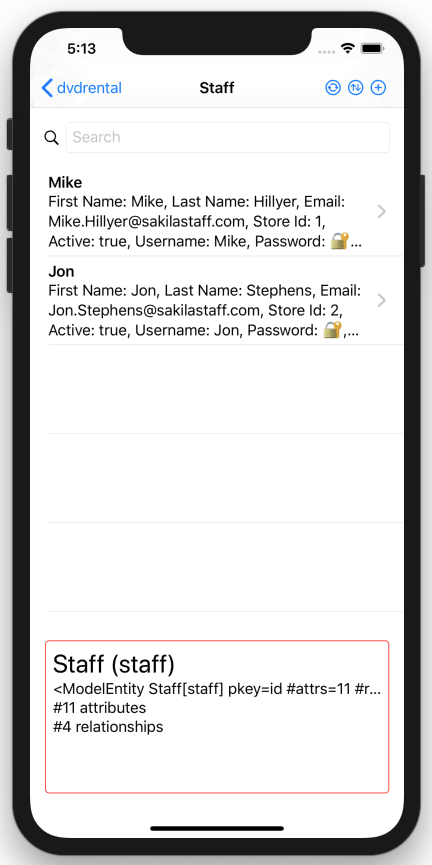 5:13
dvdrental
Staff
Search
Mike
First Name: Mike, Last Name: Hillyer, Email:
Mike.Hillyer@sakilastaff.com, Store Id: 1,
Active: true, Username: Mike, Password: 🔐...
Jon
First Name: Jon, Last Name: Stephens, Email:
Jon.Stephens@sakilastaff.com, Store Id: 2,
Active: true, Username: Jon, Password: 🔐,...
Staff (staff)
<ModelEntity Staff[staff] pkey=id #attrs=11 #r...
#11 attributes
#4 relationships